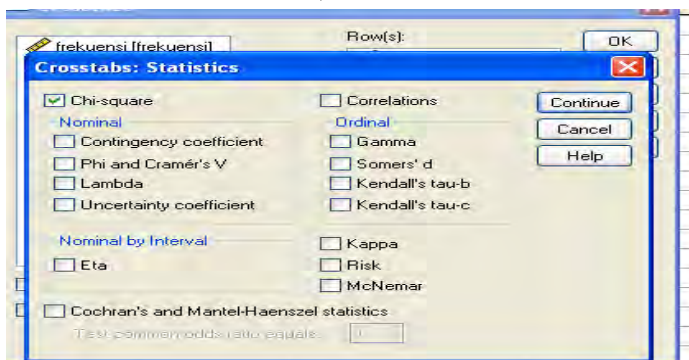 frekuensi [frekuensi]
Row(s):
OK
Crosstabs: Statistics
Chi-square
Correlations
Continue
Nominal
Ordinal
Cancel
Contingency coefficient
Gamma
Help
Phi and Cramér's V
Somers' d
Lambda
Kendall's tau-b
Uncertainty coefficient
Kendall's tau-c
Nominal by Interval
Kappa
Eta
Risk
McNemar
Cochran's and Mantel-Haenszel statistics
Test common odds ratio equals: